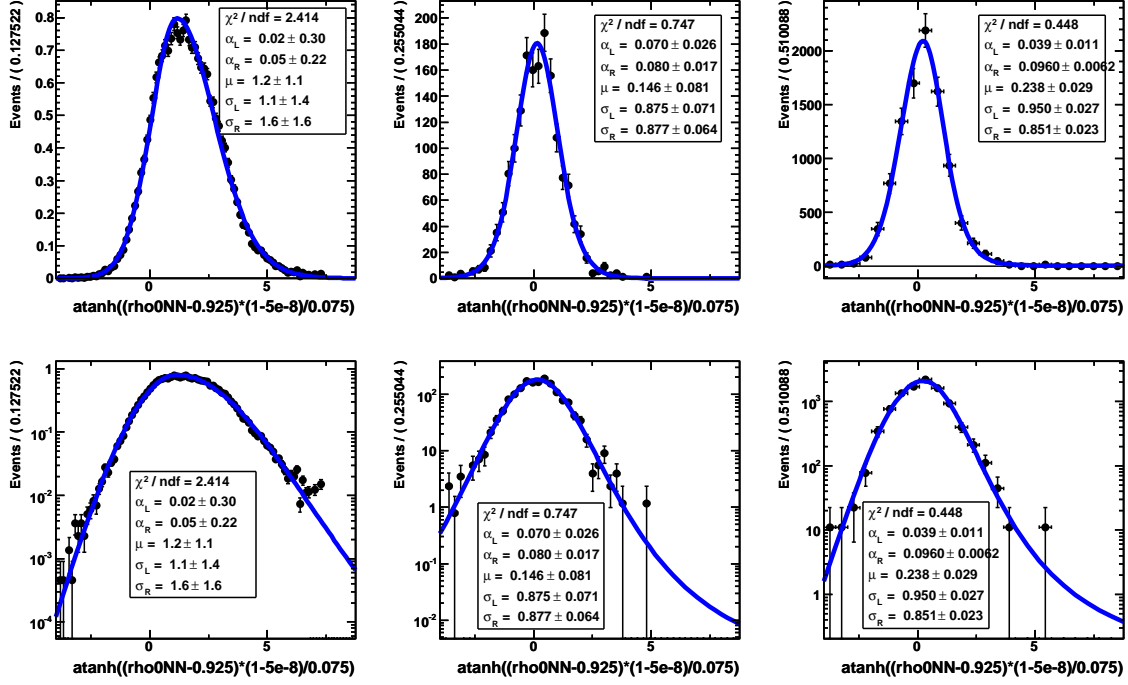 Events / ( 0.127522 )
0.8
0.7
0.6
0.5
0.4
0.3
0.2
0.1
0
χ² / ndf = 2.414
α_L = 0.02 ± 0.30
α_R = 0.05 ± 0.22
μ = 1.2 ± 1.1
σ_L = 1.1 ± 1.4
σ_R = 1.6 ± 1.6
0 5
atanh((rho0NN-0.925)*(1-5e-8)/0.075)
Events / ( 0.255044 )
200
180
160
140
120
100
80
60
40
20
0
χ² / ndf = 0.747
α_L = 0.070 ± 0.026
α_R = 0.080 ± 0.017
μ = 0.146 ± 0.081
σ_L = 0.875 ± 0.071
σ_R = 0.877 ± 0.064
0 5
atanh((rho0NN-0.925)*(1-5e-8)/0.075)
Events / ( 0.510088 )
2000
1500
1000
500
0
χ² / ndf = 0.448
α_L = 0.039 ± 0.011
α_R = 0.0960 ± 0.0062
μ = 0.238 ± 0.029
σ_L = 0.950 ± 0.027
σ_R = 0.851 ± 0.023
0 5
atanh((rho0NN-0.925)*(1-5e-8)/0.075)
Events / ( 0.127522 )
1
10⁻¹
10⁻²
10⁻³
10⁻⁴
χ² / ndf = 2.414
α_L = 0.02 ± 0.30
α_R = 0.05 ± 0.22
μ = 1.2 ± 1.1
σ_L = 1.1 ± 1.4
σ_R = 1.6 ± 1.6
0 5
atanh((rho0NN-0.925)*(1-5e-8)/0.075)
Events / ( 0.255044 )
10²
10
1
10⁻¹
10⁻²
χ² / ndf = 0.747
α_L = 0.070 ± 0.026
α_R = 0.080 ± 0.017
μ = 0.146 ± 0.081
σ_L = 0.875 ± 0.071
σ_R = 0.877 ± 0.064
0 5
atanh((rho0NN-0.925)*(1-5e-8)/0.075)
Events / ( 0.510088 )
10³
10²
10
1
χ² / ndf = 0.448
α_L = 0.039 ± 0.011
α_R = 0.0960 ± 0.0062
μ = 0.238 ± 0.029
σ_L = 0.950 ± 0.027
σ_R = 0.851 ± 0.023
0 5
atanh((rho0NN-0.925)*(1-5e-8)/0.075)